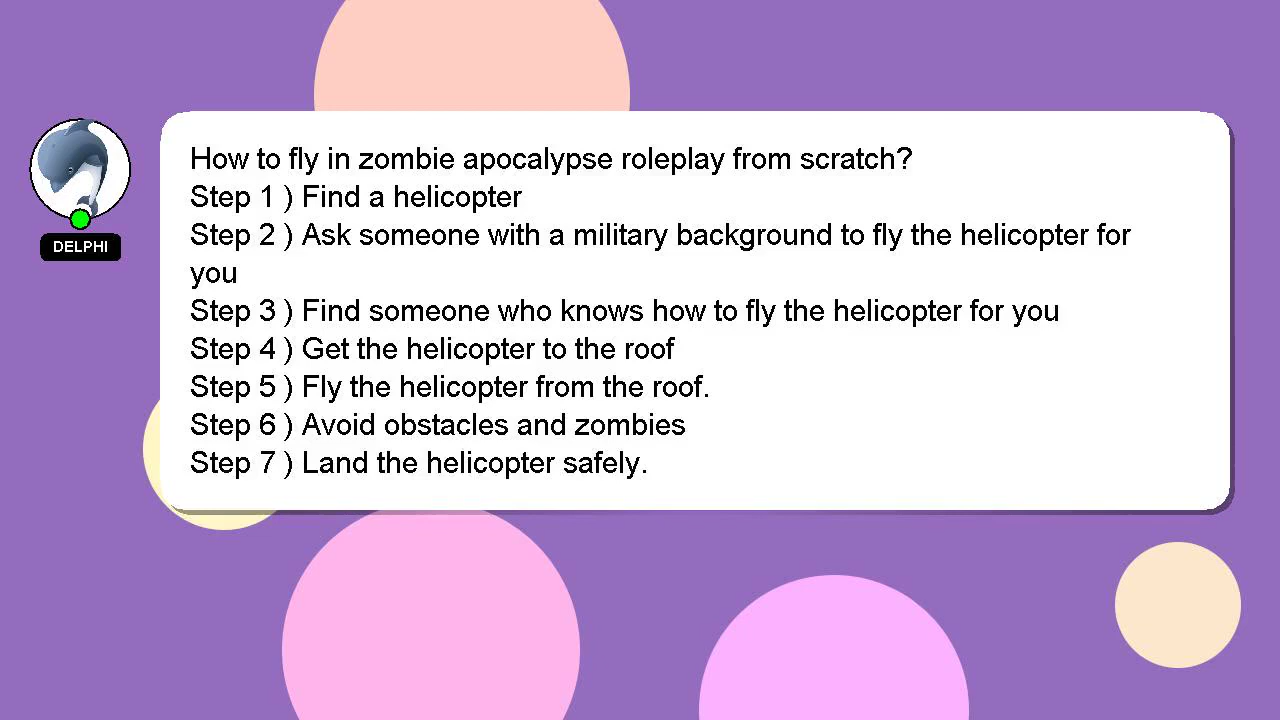 How to fly in zombie apocalypse roleplay from scratch?
Step 1 ) Find a helicopter
Step 2 ) Ask someone with a military background to fly the helicopter for
you
Step 3 ) Find someone who knows how to fly the helicopter for you
Step 4 ) Get the helicopter to the roof
Step 5 ) Fly the helicopter from the roof.
Step 6 ) Avoid obstacles and zombies
Step 7 ) Land the helicopter safely.
DELPHI